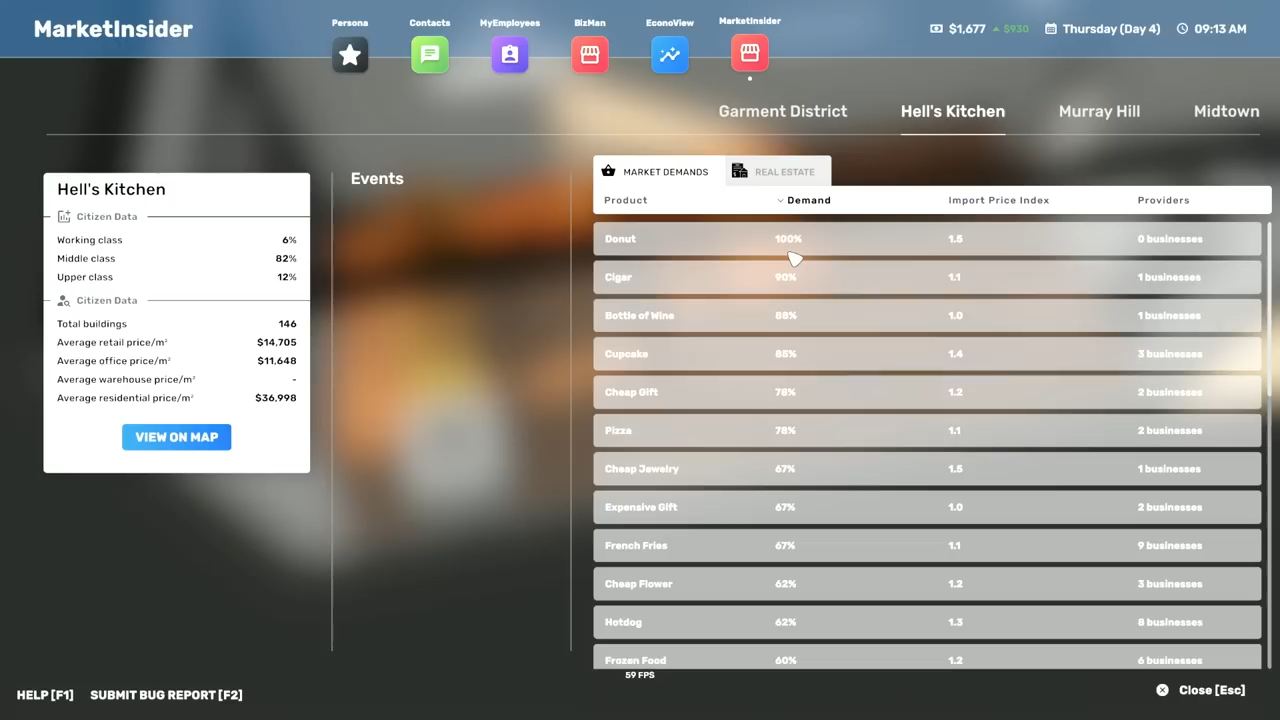 MarketInsider
Persona
Contacts
MyEmployees
BizMan
EconoView
MarketInsider
$1,677 ▲ $930
Thursday (Day 4)
09:13 AM
Garment District
Hell's Kitchen
Murray Hill
Midtown
Hell's Kitchen
Citizen Data
Working class 6%
Middle class 82%
Upper class 12%
Citizen Data
Total buildings 146
Average retail price/m² $14,705
Average office price/m² $11,648
Average warehouse price/m² -
Average residential price/m² $36,998
VIEW ON MAP
Events
MARKET DEMANDS
REAL ESTATE
Product Demand Import Price Index Providers
Donut 100% 1.5 0 businesses
Cigar 90% 1.1 1 businesses
Bottle of Wine 88% 1.0 1 businesses
Cupcake 85% 1.4 3 businesses
Cheap Gift 78% 1.2 2 businesses
Pizza 78% 1.1 2 businesses
Cheap Jewelry 67% 1.5 1 businesses
Expensive Gift 67% 1.0 2 businesses
French Fries 67% 1.1 9 businesses
Cheap Flower 62% 1.2 3 businesses
Hotdog 62% 1.3 8 businesses
Frozen Food 60% 1.2 6 businesses
59 FPS
HELP [F1]
SUBMIT BUG REPORT [F2]
Close [Esc]